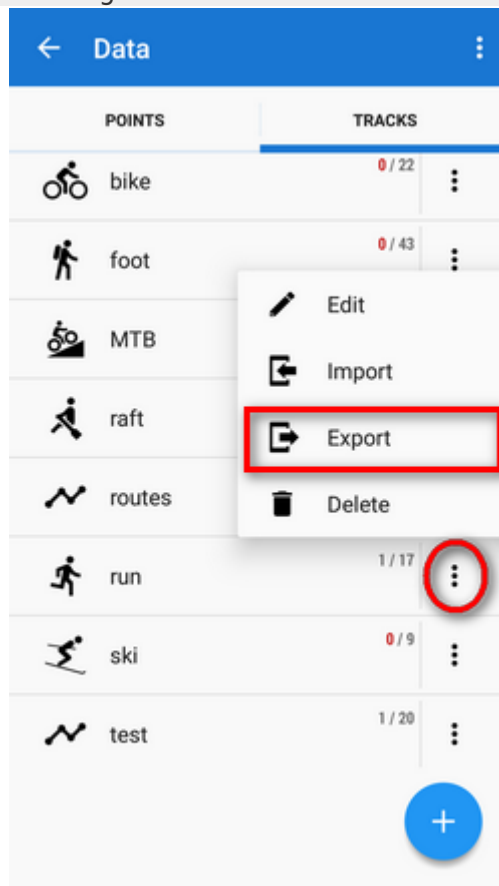 Data
POINTS TRACKS
bike 0 / 22
foot 0 / 43
Edit
MTB
Import
raft
Export
routes
Delete
run 1 / 17
ski 0 / 9
test 1 / 20